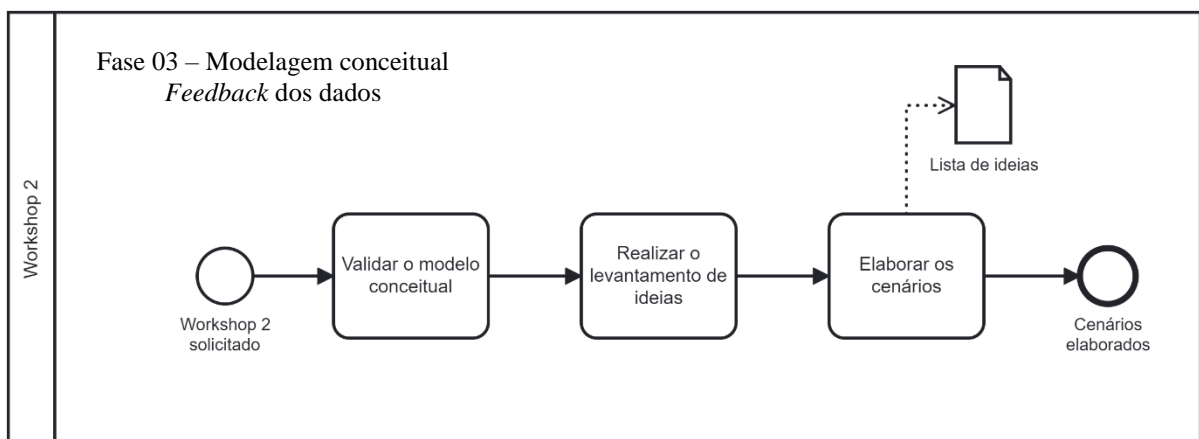 Fase 03 – Modelagem conceitual
Feedback dos dados
Workshop 2
Lista de ideias
Workshop 2
solicitado
Validar o modelo
conceitual
Realizar o
levantamento de
ideias
Elaborar os
cenários
Cenários
elaborados